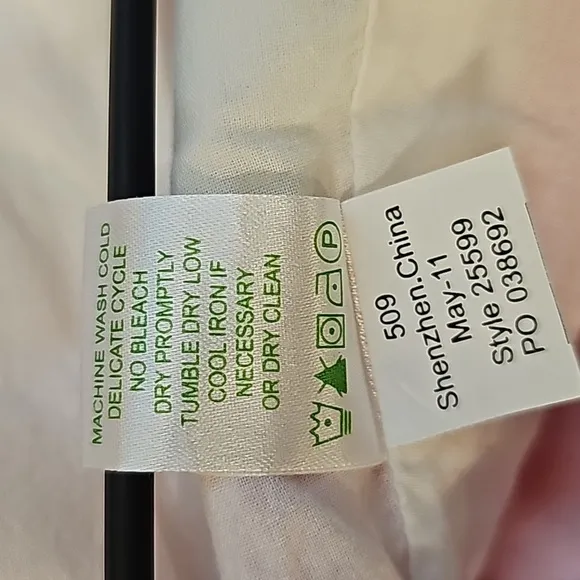 MACHINE WASH COLD
DELICATE CYCLE
NO BLEACH
DRY PROMPTLY
TUMBLE DRY LOW
COOL IRON IF
NECESSARY
OR DRY CLEAN
P
509
Shenzhen.China
May-11
Style 25599
PO 038692